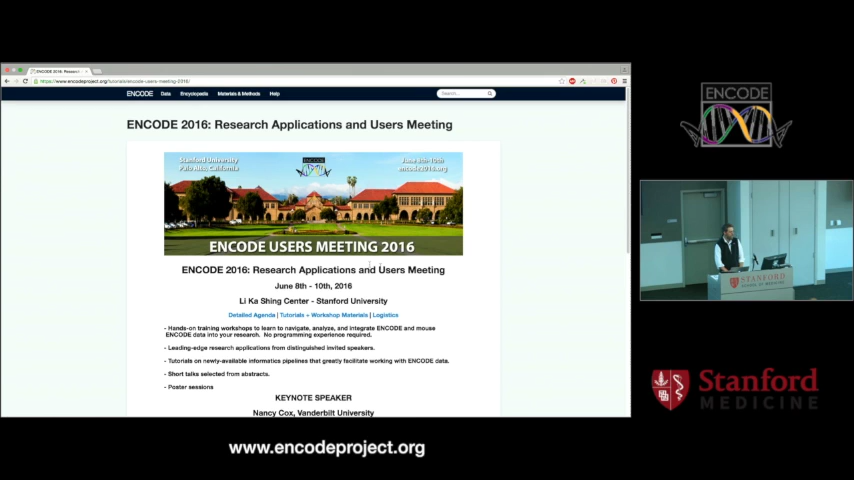 ENCODE 2016: Research
https://www.encodeproject.org/tutorials/encode-users-meeting-2016/
ENCODE Data Encyclopedia Materials & Methods Help Search...
ENCODE 2016: Research Applications and Users Meeting
Stanford University
Palo Alto, California
ENCODE
June 8th-10th
encode2016.org
ENCODE USERS MEETING 2016
ENCODE 2016: Research Applications and Users Meeting
June 8th - 10th, 2016
Li Ka Shing Center - Stanford University
Detailed Agenda | Tutorials + Workshop Materials | Logistics
- Hands-on training workshops to learn to navigate, analyze, and integrate ENCODE and mouse
ENCODE data into your research. No programming experience required.
- Leading-edge research applications from distinguished invited speakers.
- Tutorials on newly-available informatics pipelines that greatly facilitate working with ENCODE data.
- Short talks selected from abstracts.
- Poster sessions
KEYNOTE SPEAKER
Nancy Cox, Vanderbilt University
ENCODE
STANFORD
SCHOOL OF MEDICINE
Stanford
MEDICINE
www.encodeproject.org